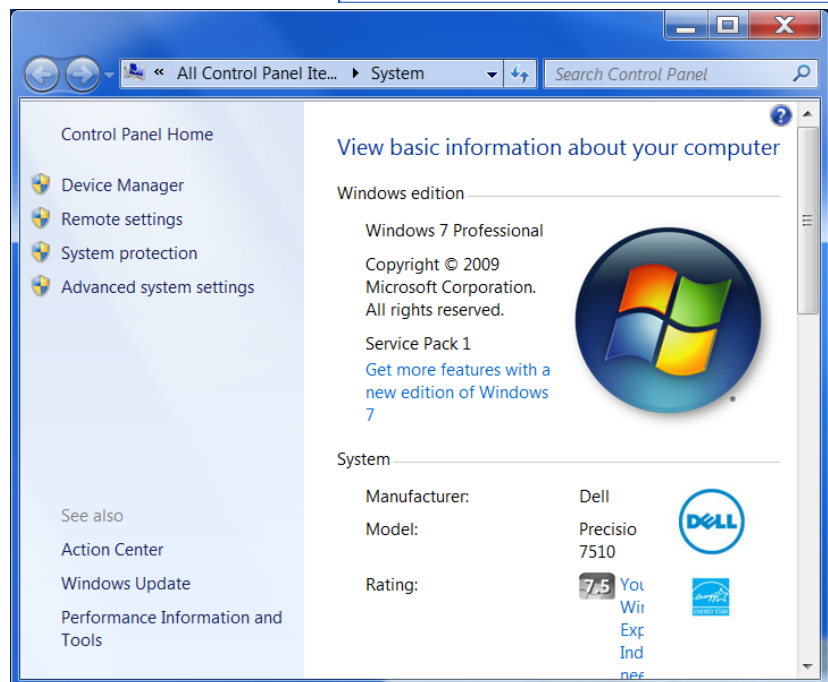 « All Control Panel Ite... ▸ System
Search Control Panel
Control Panel Home
Device Manager
Remote settings
System protection
Advanced system settings
See also
Action Center
Windows Update
Performance Information and
Tools
View basic information about your computer
Windows edition
Windows 7 Professional
Copyright © 2009
Microsoft Corporation.
All rights reserved.
Service Pack 1
Get more features with a
new edition of Windows
7
System
Manufacturer: Dell
DELL
Model: Precisio
7510
Rating: 7.5 You
Exp
Ind
ENERGY STAR